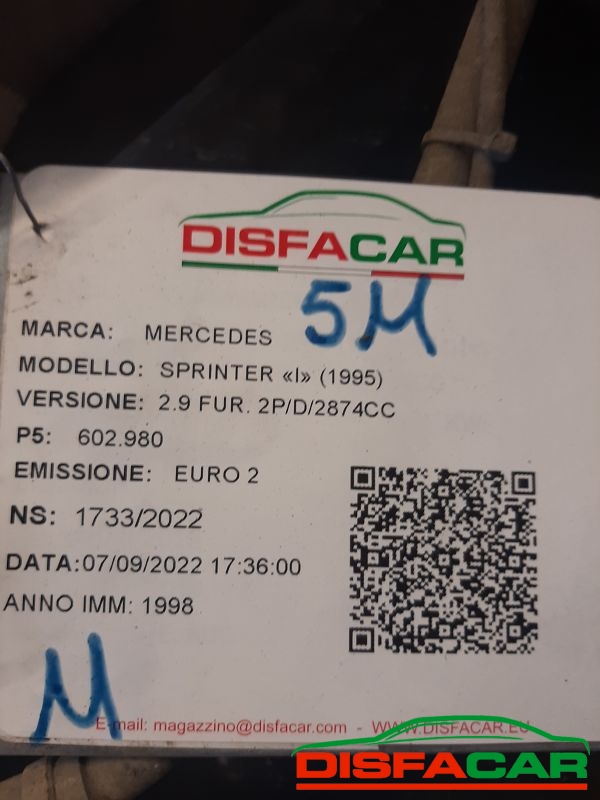 DISFACAR
5M
MARCA: MERCEDES
MODELLO: SPRINTER «I» (1995)
VERSIONE: 2.9 FUR. 2P/D/2874CC
P5: 602.980
EMISSIONE: EURO 2
NS: 1733/2022
DATA:07/09/2022 17:36:00
ANNO IMM: 1998
M
E-mail: magazzino@disfacar.com - WWW.DISFACAR.EU
DISFACAR